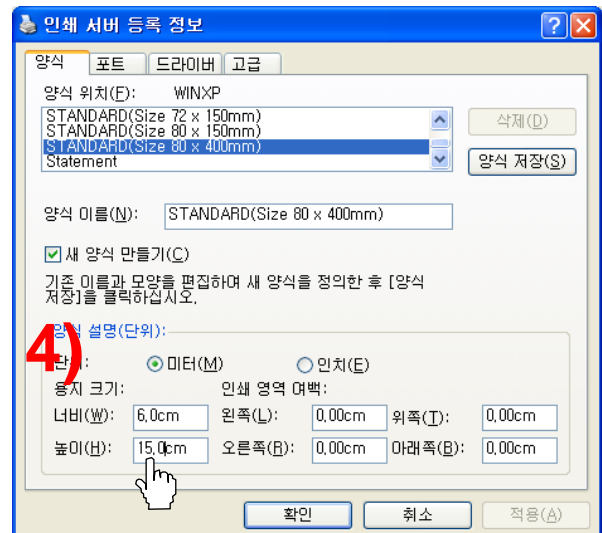 인쇄 서버 등록 정보
양식 포트 드라이버 고급
양식 위치(F): WINXP
STANDARD(Size 72 x 150mm)
STANDARD(Size 80 x 150mm)
STANDARD(Size 80 x 400mm)
Statement
삭제(D)
양식 저장(S)
양식 이름(N): STANDARD(Size 80 x 400mm)
새 양식 만들기(C)
기존 이름과 모양을 편집하여 새 양식을 정의한 후 [양식
저장]을 클릭하십시오.
양식 설명(단위):
4)
단위: 미터(M) 인치(E)
용지 크기: 인쇄 영역 여백:
너비(W): 6.0cm 왼쪽(L): 0.00cm 위쪽(T): 0.00cm
높이(H): 15.0cm 오른쪽(R): 0.00cm 아래쪽(B): 0.00cm
확인 취소 적용(A)